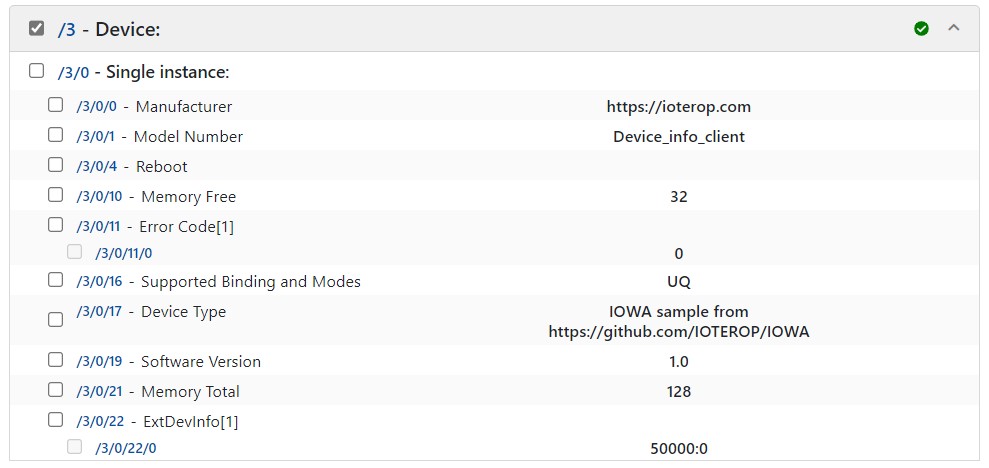 /3 - Device:
/3/0 - Single instance:
/3/0/0 - Manufacturer https://ioterop.com
/3/0/1 - Model Number Device_info_client
/3/0/4 - Reboot
/3/0/10 - Memory Free 32
/3/0/11 - Error Code[1]
/3/0/11/0 0
/3/0/16 - Supported Binding and Modes UQ
/3/0/17 - Device Type IOWA sample from
https://github.com/IOTEROP/IOWA
/3/0/19 - Software Version 1.0
/3/0/21 - Memory Total 128
/3/0/22 - ExtDevInfo[1]
/3/0/22/0 50000:0